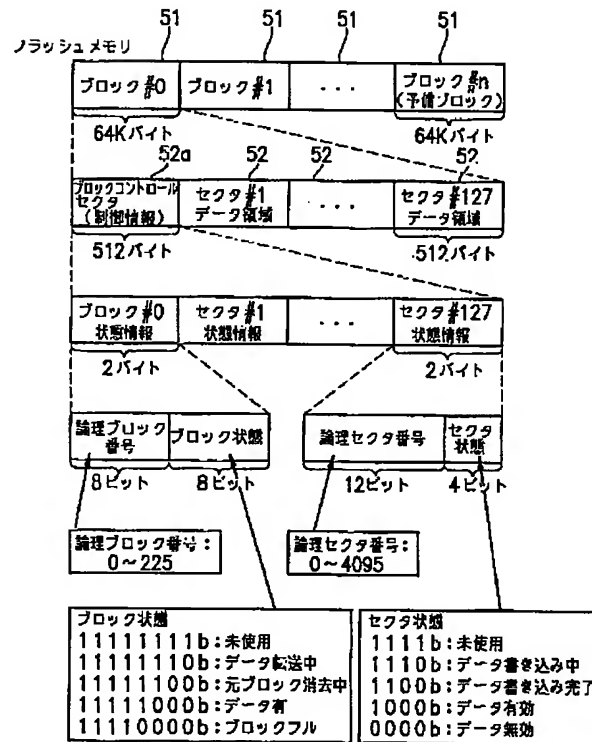 51 51 51 51
フラッシュメモリ
ブロック#0 ブロック#1 ... ブロック#n
(予備ブロック)
64Kバイト 64Kバイト
52a 52 52 52
ブロックコントロール
セクタ
(制御情報)
セクタ#1
データ領域
...
セクタ#127
データ領域
512バイト 512バイト
ブロック#0
状態情報
セクタ#1
状態情報
...
セクタ#127
状態情報
2バイト 2バイト
論理ブロック
番号
ブロック状態
論理セクタ番号
セクタ
状態
8ビット 8ビット 12ビット 4ビット
論理ブロック番号:
0~225
論理セクタ番号:
0~4095
ブロック状態
11111111b:未使用
11111110b:データ転送中
11111100b:元ブロック消去中
11111000b:データ有
11110000b:ブロックフル
セクタ状態
1111b:未使用
1110b:データ書き込み中
1100b:データ書き込み完了
1000b:データ有効
0000b:データ無効